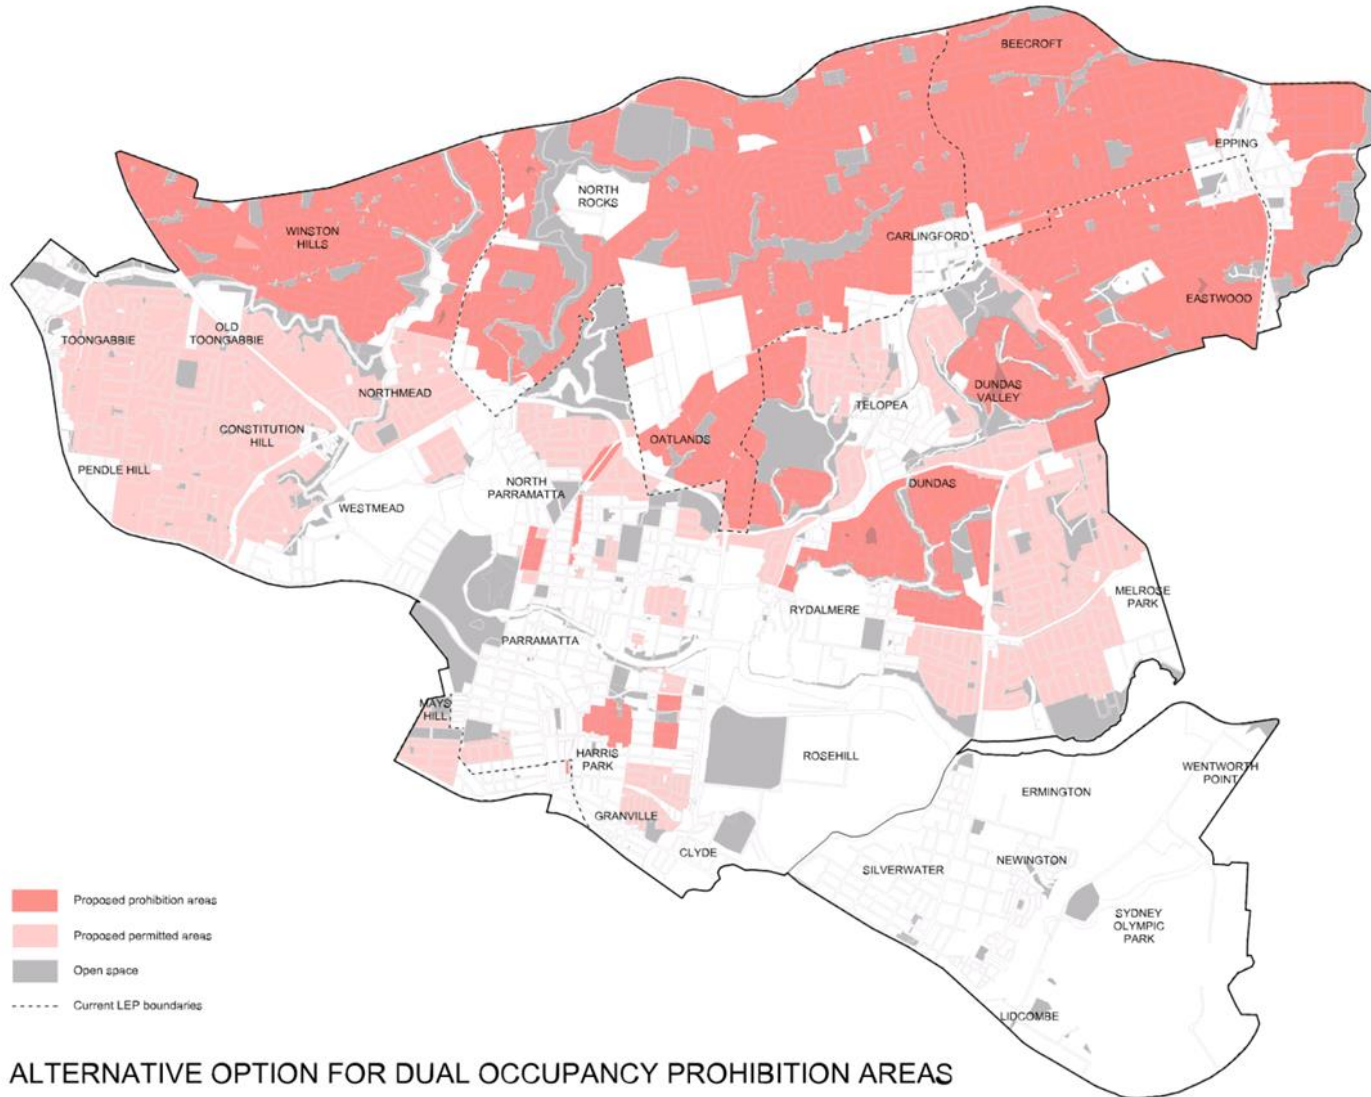 BEECROFT
EPPING
NORTH
ROCKS
WINSTON
HILLS
CARLINGFORD
EASTWOOD
OLD
TOONGABBIE
TOONGABBIE
NORTHMEAD
DUNDAS
VALLEY
TELOPEA
CONSTITUTION
HILL
OATLANDS
PENDLE HILL
NORTH
PARRAMATTA
DUNDAS
WESTMEAD
MELROSE
PARK
RYDALMERE
PARRAMATTA
MAYS
HILL
HARRIS
PARK
ROSEHILL
WENTWORTH
POINT
ERMINGTON
GRANVILLE
CLYDE
SILVERWATER
NEWINGTON
SYDNEY
OLYMPIC
PARK
LIDCOMBE
Proposed prohibition areas
Proposed permitted areas
Open space
Current LEP boundaries
ALTERNATIVE OPTION FOR DUAL OCCUPANCY PROHIBITION AREAS